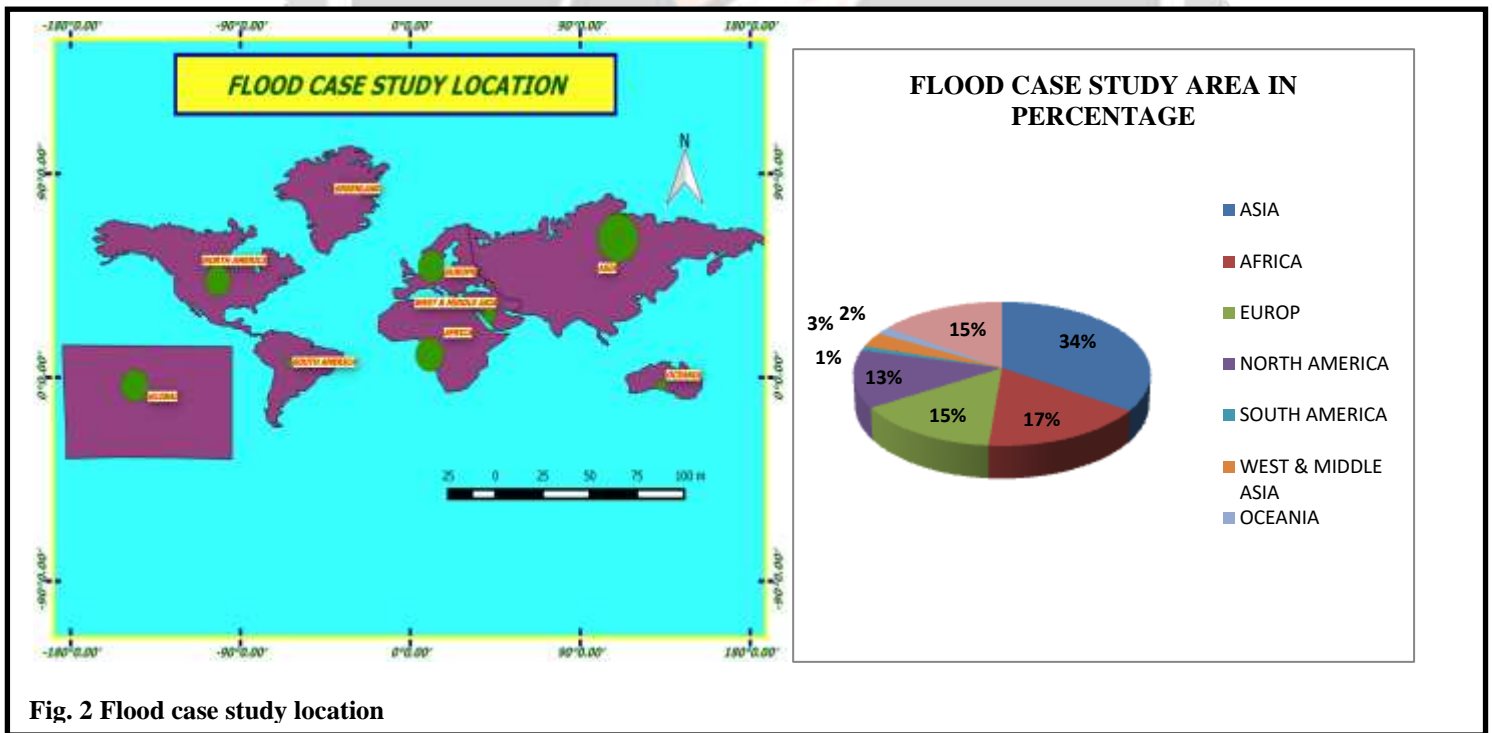 -180°0.00' -90°0.00' 0°0.00' 90°0.00' 180°0.00'
FLOOD CASE STUDY LOCATION
N
90°0.00' 90°0.00'
GREENLAND
NORTH AMERICA
EUROPE
ASIA
WEST & MIDDLE ASIA
AFRICA
SOUTH AMERICA
OCEANIA
0°0.00' 0°0.00'
GLOBAL
25 0 25 50 75 100 m
-90°0.00' -90°0.00'
-180°0.00' -90°0.00' 0°0.00' 90°0.00' 180°0.00'
FLOOD CASE STUDY AREA IN
PERCENTAGE
34%
17%
15%
13%
1%
3%
2%
15%
ASIA
AFRICA
EUROP
NORTH AMERICA
SOUTH AMERICA
WEST & MIDDLE
ASIA
OCEANIA
Fig. 2 Flood case study location